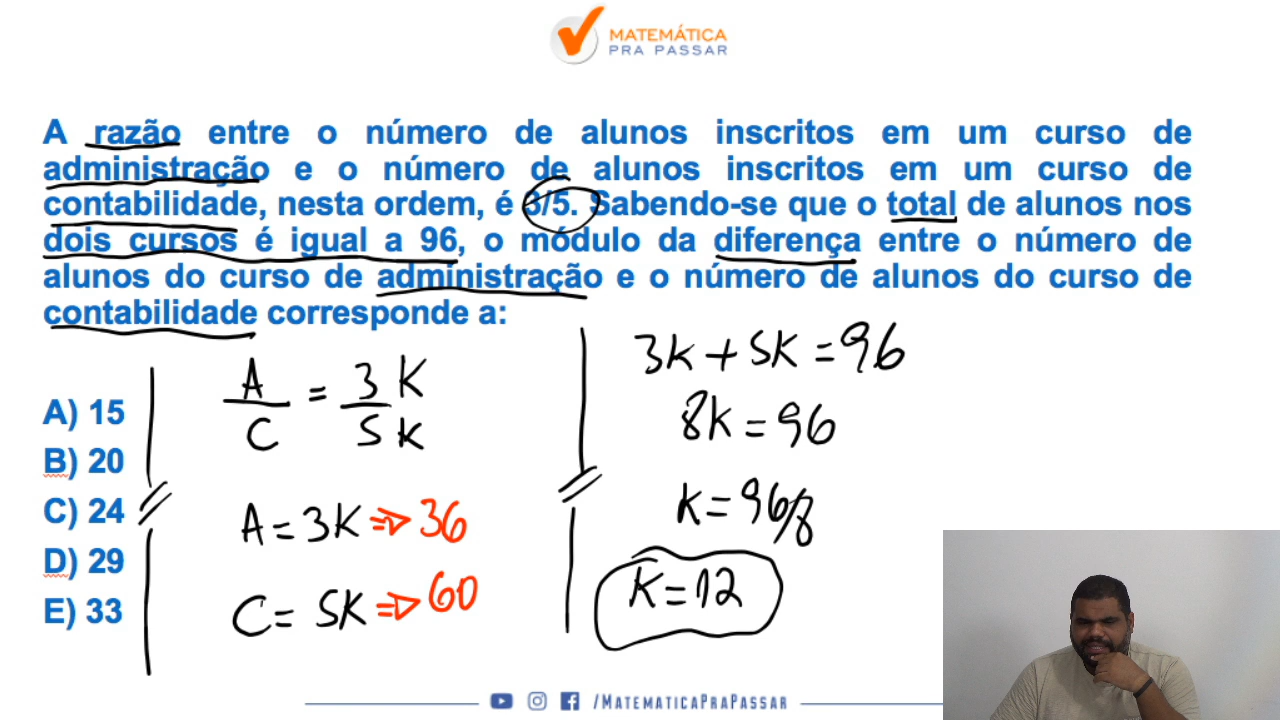 MATEMÁTICA
PRA PASSAR
A razão entre o número de alunos inscritos em um curso de
administração e o número de alunos inscritos em um curso de
contabilidade, nesta ordem, é 3/5. Sabendo-se que o total de alunos nos
dois cursos é igual a 96, o módulo da diferença entre o número de
alunos do curso de administração e o número de alunos do curso de
contabilidade corresponde a:
A) 15
B) 20
C) 24
D) 29
E) 33
A/C = 3K/5K
A = 3K ⇒ 36
C = 5K ⇒ 60
3K + 5K = 96
8K = 96
K = 96/8
K = 12
/MatematicaPraPassar